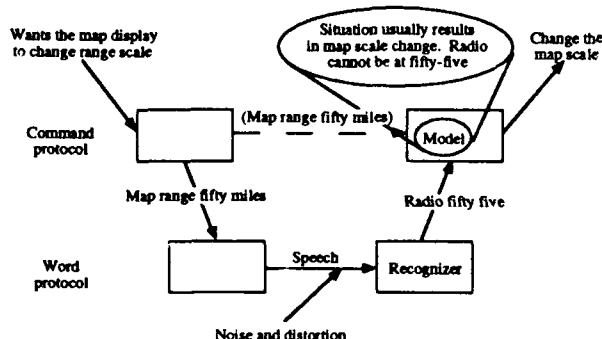 Wants the map display
to change range scale
Situation usually results
in map scale change. Radio
cannot be at fifty-five
Change the
map scale
(Map range fifty miles)
Command
protocol
Model
Map range fifty miles
Radio fifty five
Word
protocol
Speech
Recognizer
Noise and distortion